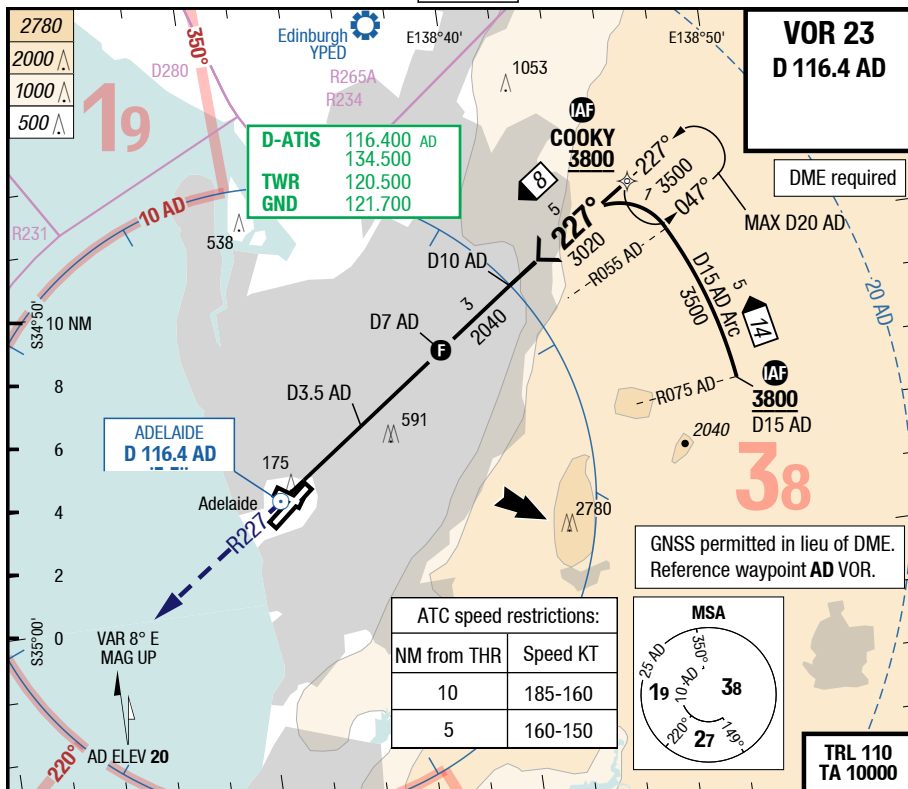 2780
2000
1000
500
19
350°
D280
Edinburgh
YPED
E138°40'
E138°50'
R265A
R234
1053
VOR 23
D 116.4 AD
DME required
D-ATIS 116.400 AD
134.500
TWR 120.500
GND 121.700
IAF
COOKY
3800
8
5
227°
3020
227°
1
3500
047°
MAX D20 AD
R231
10 AD
538
D10 AD
R055 AD
D15 AD Arc
5
3500
14
20 AD
S34°50'
10 NM
D7 AD
F
3
2040
8
D3.5 AD
R075 AD
IAF
3800
D15 AD
591
2040
38
6
ADELAIDE
D 116.4 AD
175
Adelaide
4
R227
2780
GNSS permitted in lieu of DME.
Reference waypoint AD VOR.
2
S35°00'
0
VAR 8° E
MAG UP
AD ELEV 20
220°
ATC speed restrictions:
NM from THR Speed KT
10 185-160
5 160-150
MSA
25 AD
350°
19
10 AD
38
220°
27
149°
TRL 110
TA 10000